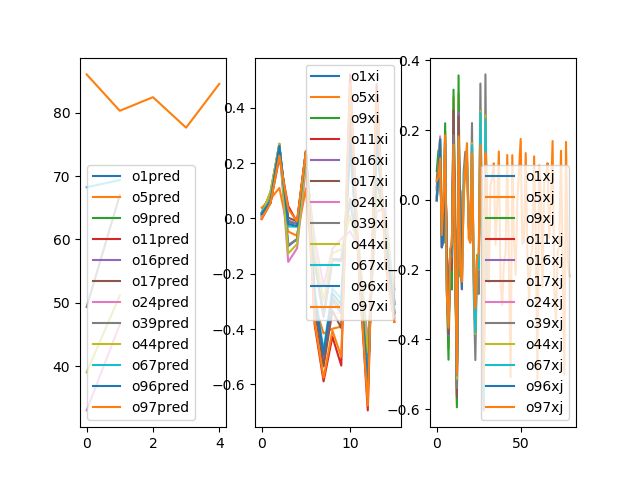 80
70
60
50
40
0
2
4
o1pred
o5pred
o9pred
o11pred
o16pred
o17pred
o24pred
o39pred
o44pred
o67pred
o96pred
o97pred
0.4
0.2
0.0
−0.2
−0.4
−0.6
0
10
o1xi
o5xi
o9xi
o11xi
o16xi
o17xi
o24xi
o39xi
o44xi
o67xi
o96xi
o97xi
0.4
0.2
0.0
−0.2
−0.4
−0.6
0
50
o1xj
o5xj
o9xj
o11xj
o16xj
o17xj
o24xj
o39xj
o44xj
o67xj
o96xj
o97xj